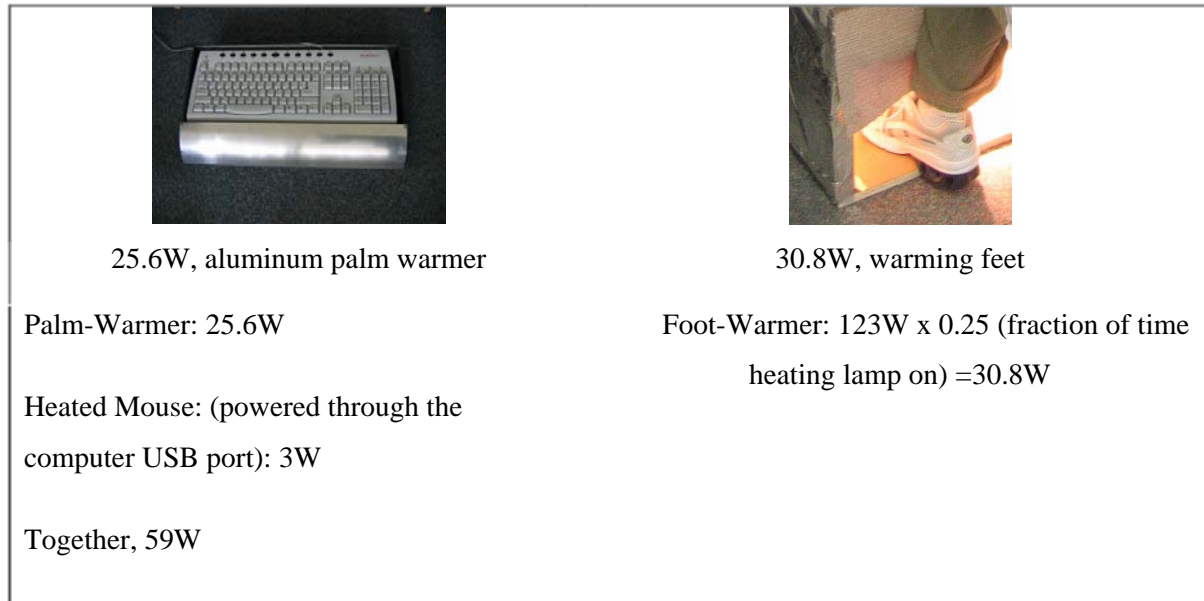 25.6W, aluminum palm warmer
30.8W, warming feet
Palm-Warmer: 25.6W
Heated Mouse: (powered through the
computer USB port): 3W
Together, 59W
Foot-Warmer: 123W x 0.25 (fraction of time
heating lamp on) =30.8W